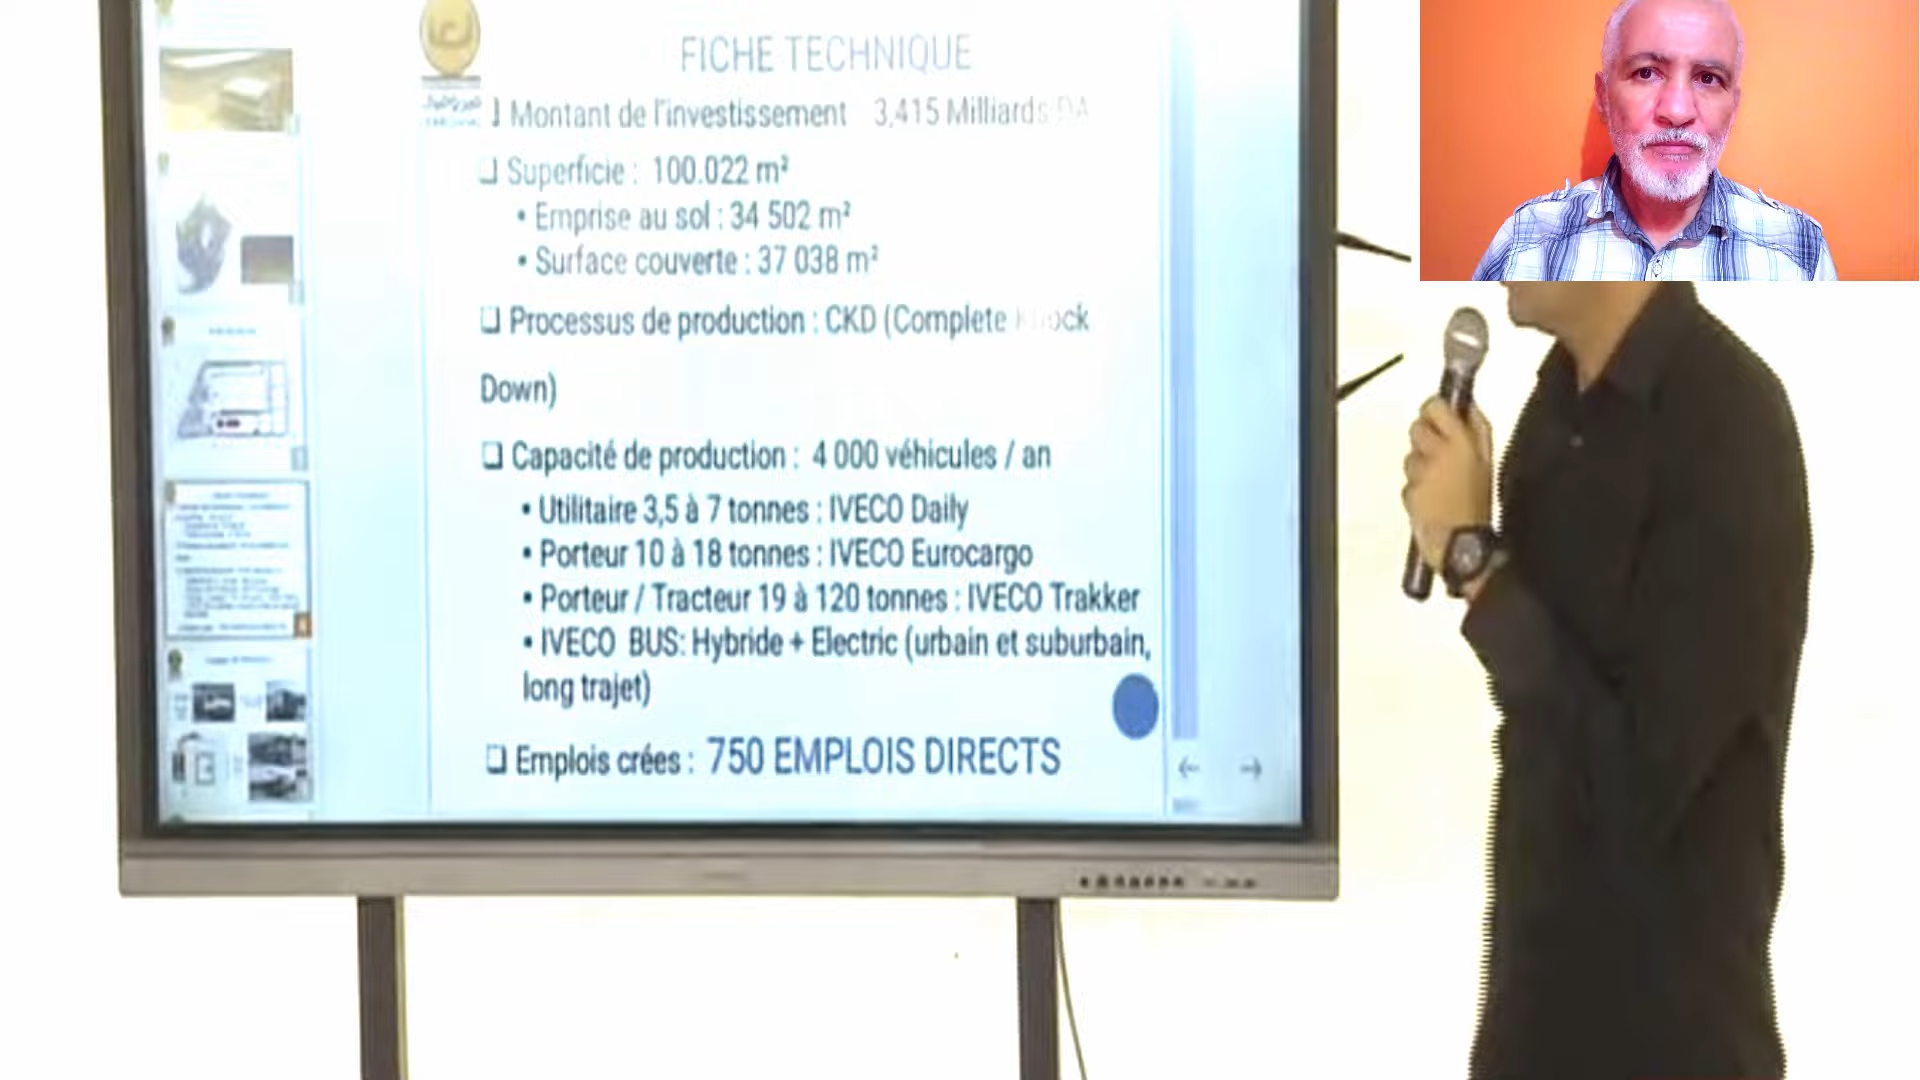 FICHE TECHNIQUE
❑ Montant de l'investissement 3,415 Milliards DA
❑ Superficie : 100.022 m²
• Emprise au sol : 34 502 m²
• Surface couverte : 37 038 m²
❑ Processus de production : CKD (Complete Knock
Down)
❑ Capacité de production : 4 000 véhicules / an
• Utilitaire 3,5 à 7 tonnes : IVECO Daily
• Porteur 10 à 18 tonnes : IVECO Eurocargo
• Porteur / Tracteur 19 à 120 tonnes : IVECO Trakker
• IVECO BUS: Hybride + Electric (urbain et suburbain,
long trajet)
❑ Emplois crées : 750 EMPLOIS DIRECTS